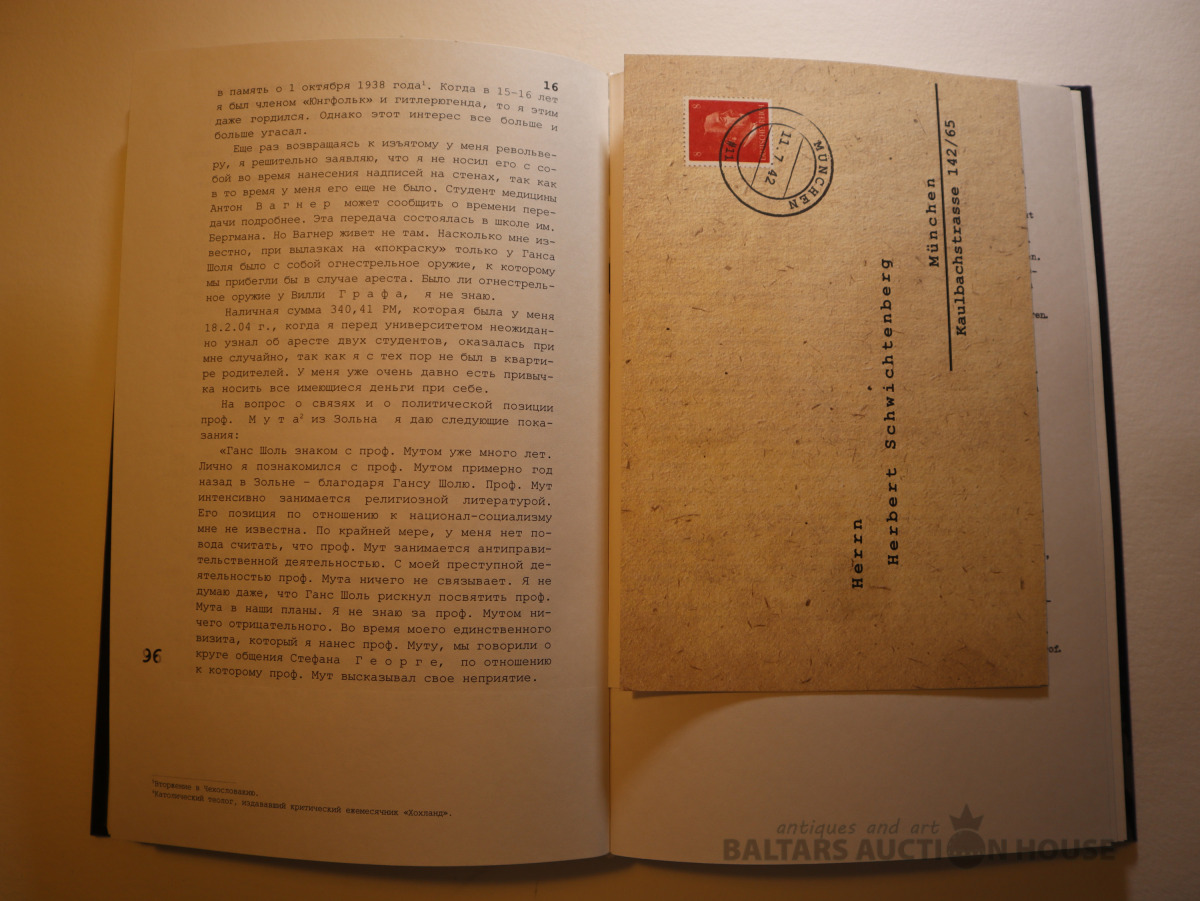 16
в память о 1 октября 1938 года¹. Когда в 15-16 лет
я был членом «Юнгфольк» и гитлерюгенда, то я этим
даже гордился. Однако этот интерес все больше и
больше угасал.
Еще раз возвращаясь к изъятому у меня револьве-
ру, я решительно заявляю, что я не носил его с со-
бой во время нанесения надписей на стенах, так как
в то время у меня его еще не было. Студент медицины
Антон В а г н е р может сообщить о времени пере-
дачи подробнее. Эта передача состоялась в школе им.
Бергмана. Но Вагнер живет не там. Насколько мне из-
вестно, при вылазках на «покраску» только у Ганса
Шоля было с собой огнестрельное оружие, к которому
мы прибегли бы в случае ареста. Было ли огнестрель-
ное оружие у Вилли Г р а ф а, я не знаю.
Наличная сумма 340,41 РМ, которая была у меня
18.2.04 г., когда я перед университетом неожидан-
но узнал об аресте двух студентов, оказалась при
мне случайно, так как я с тех пор не был в кварти-
ре родителей. У меня уже очень давно есть привыч-
ка носить все имеющиеся деньги при себе.
На вопрос о связях и о политической позиции
проф. М у т а² из Зольна я даю следующие пока-
зания:
«Ганс Шоль знаком с проф. Мутом уже много лет.
Лично я познакомился с проф. Мутом примерно год
назад в Зольне - благодаря Гансу Шолю. Проф. Мут
интенсивно занимается религиозной литературой.
Его позиция по отношению к национал-социализму
мне не известна. По крайней мере, у меня нет по-
вода считать, что проф. Мут занимается антиправи-
тельственной деятельностью. С моей преступной де-
ятельностью проф. Мута ничего не связывает. Я не
думаю даже, что Ганс Шоль рискнул посвятить проф.
Мута в наши планы. Я не знаю за проф. Мутом ни-
чего отрицательного. Во время моего единственного
визита, который я нанес проф. Муту, мы говорили о
круге общения Стефана Г е о р г е, по отношению
к которому проф. Мут высказывал свое неприятие.
96
¹Вторжение в Чехословакию.
²Католический теолог, издававший критический ежемесячник «Хохланд».
8 8
MÜNCHEN
11.7.42
MÜNCHEN
Herrn
Herbert Schwichtenberg
München
Kaulbachstrasse 142/65
antiques and art
BALTARS AUCTION HOUSE